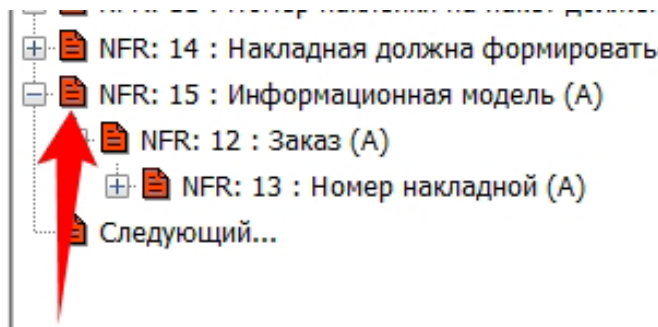 NFR: 14 : Накладная должна формировать
NFR: 15 : Информационная модель (A)
NFR: 12 : Заказ (A)
NFR: 13 : Номер накладной (A)
Следующий...